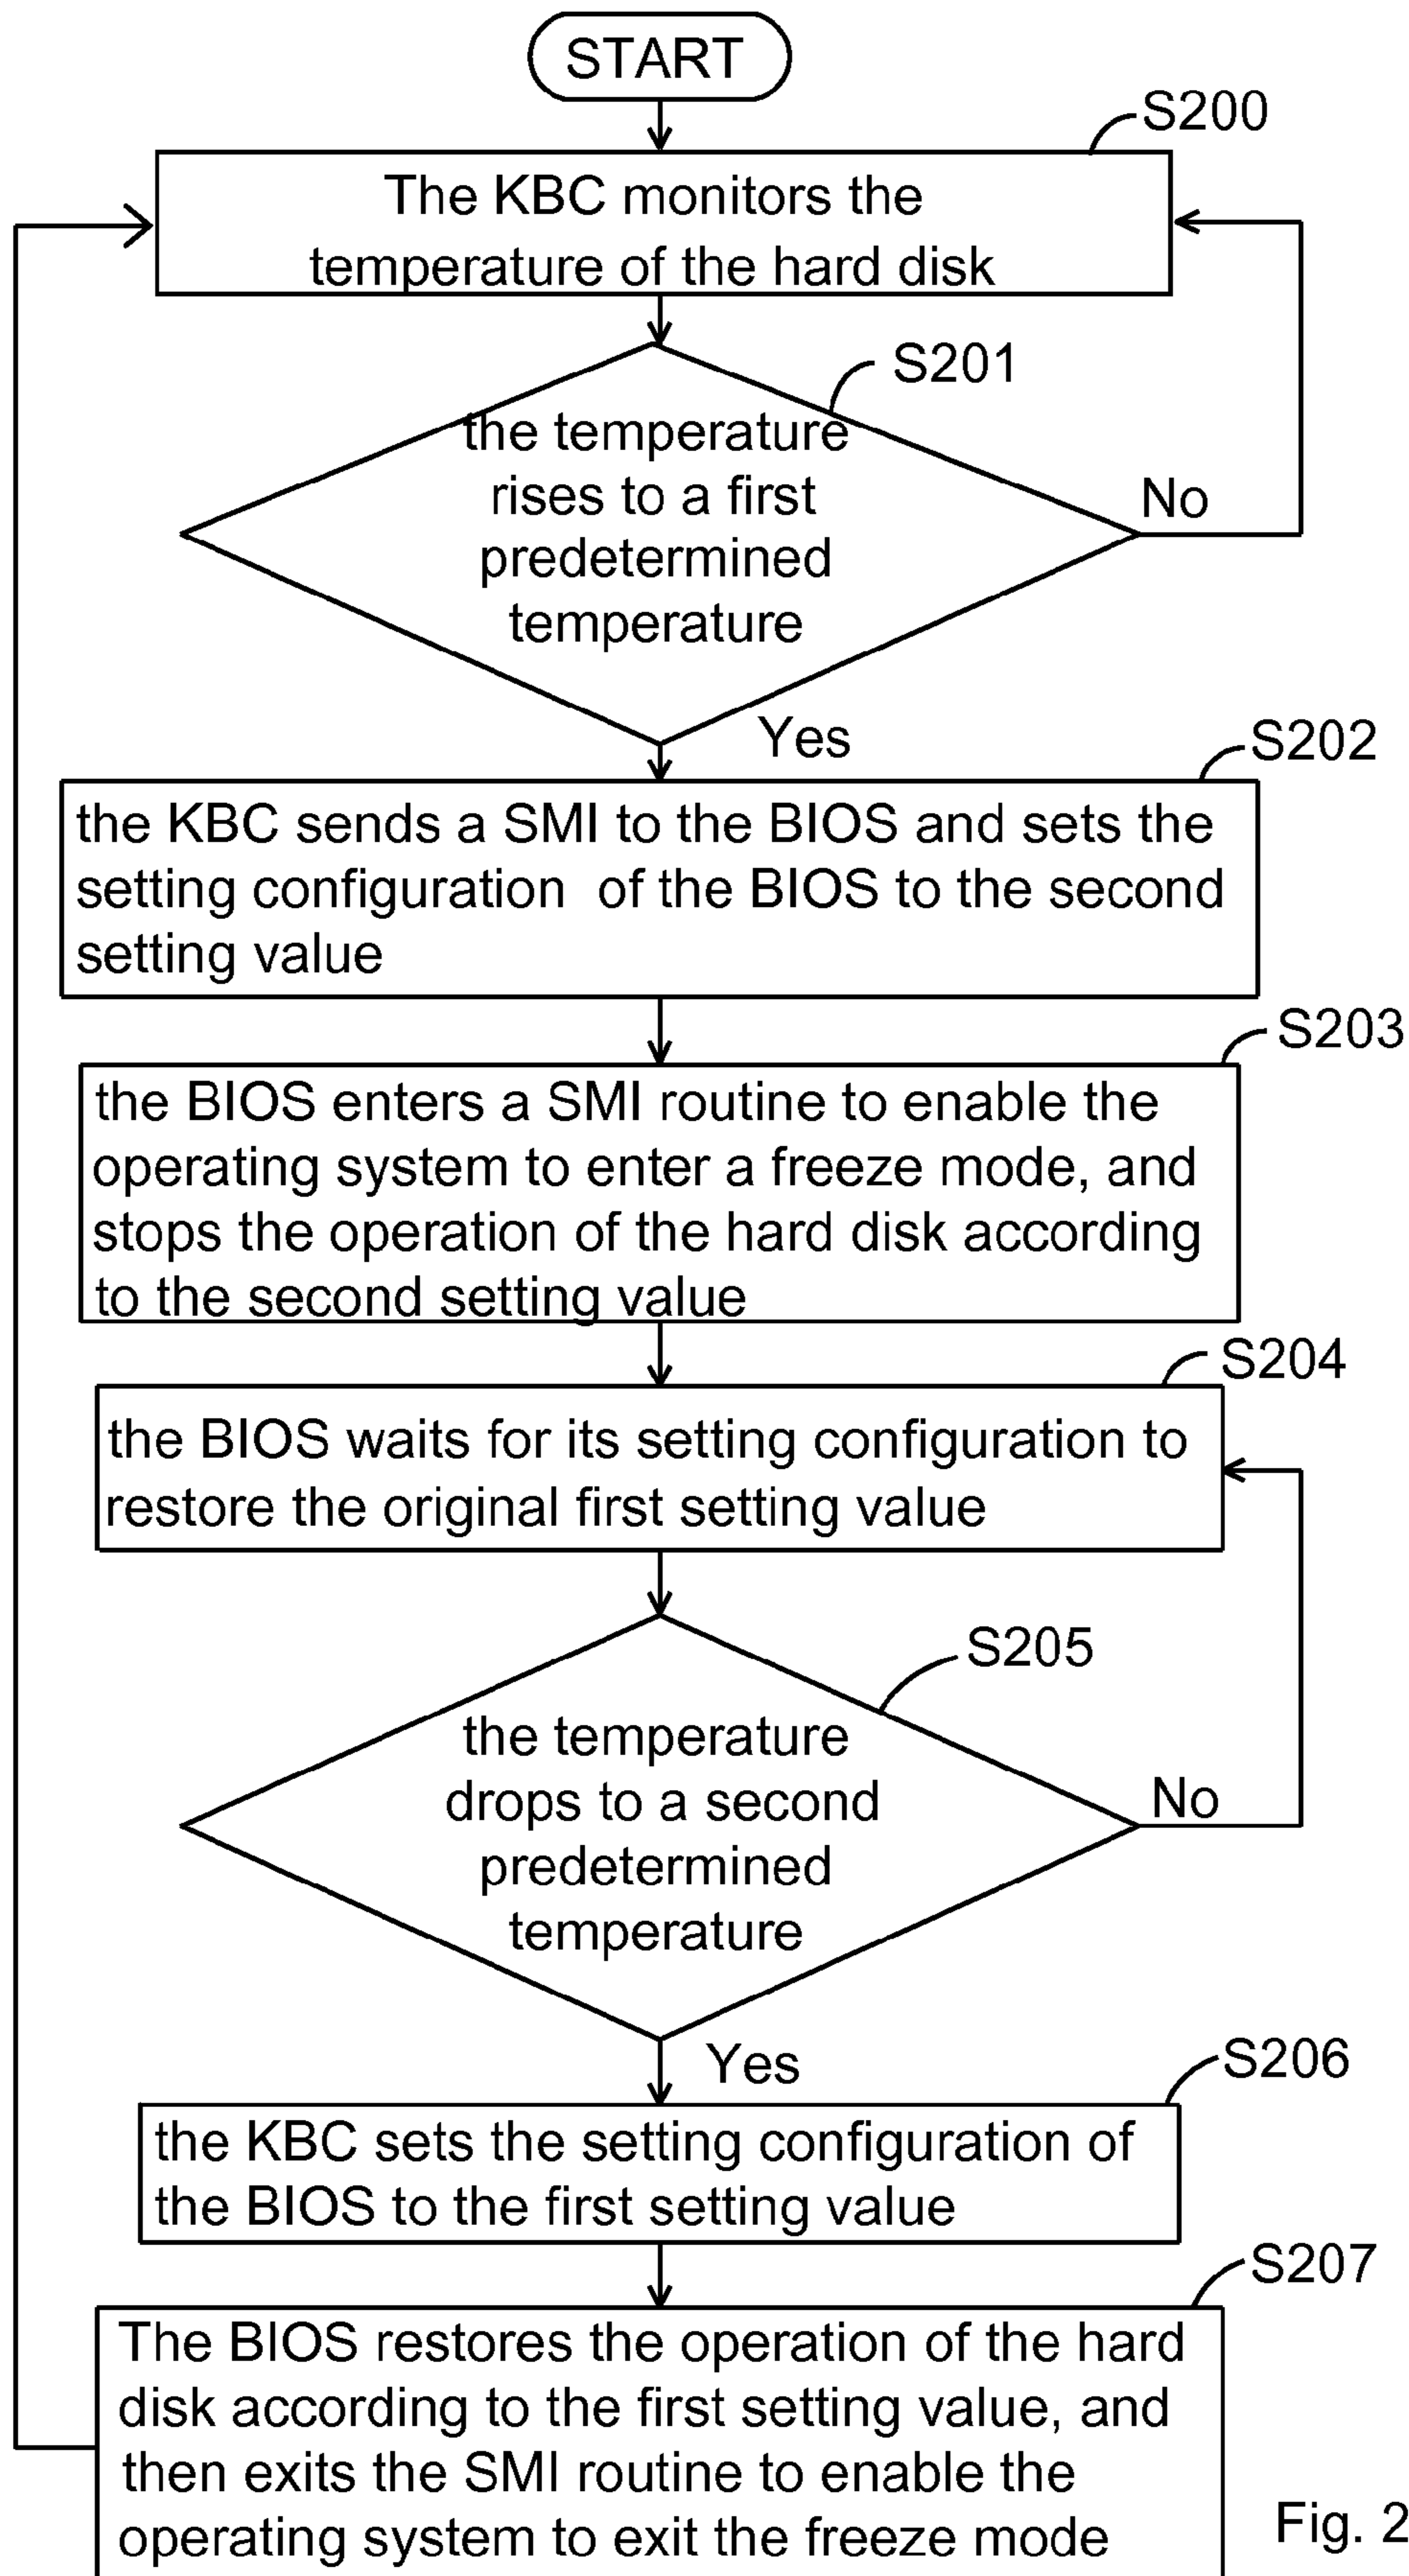 START
S200
The KBC monitors the
temperature of the hard disk
S201
the temperature
rises to a first
predetermined
temperature
No
Yes
S202
the KBC sends a SMI to the BIOS and sets the
setting configuration of the BIOS to the second
setting value
S203
the BIOS enters a SMI routine to enable the
operating system to enter a freeze mode, and
stops the operation of the hard disk according
to the second setting value
S204
the BIOS waits for its setting configuration to
restore the original first setting value
S205
the temperature
drops to a second
predetermined
temperature
No
Yes
S206
the KBC sets the setting configuration of
the BIOS to the first setting value
S207
The BIOS restores the operation of the hard
disk according to the first setting value, and
then exits the SMI routine to enable the
operating system to exit the freeze mode
Fig. 2